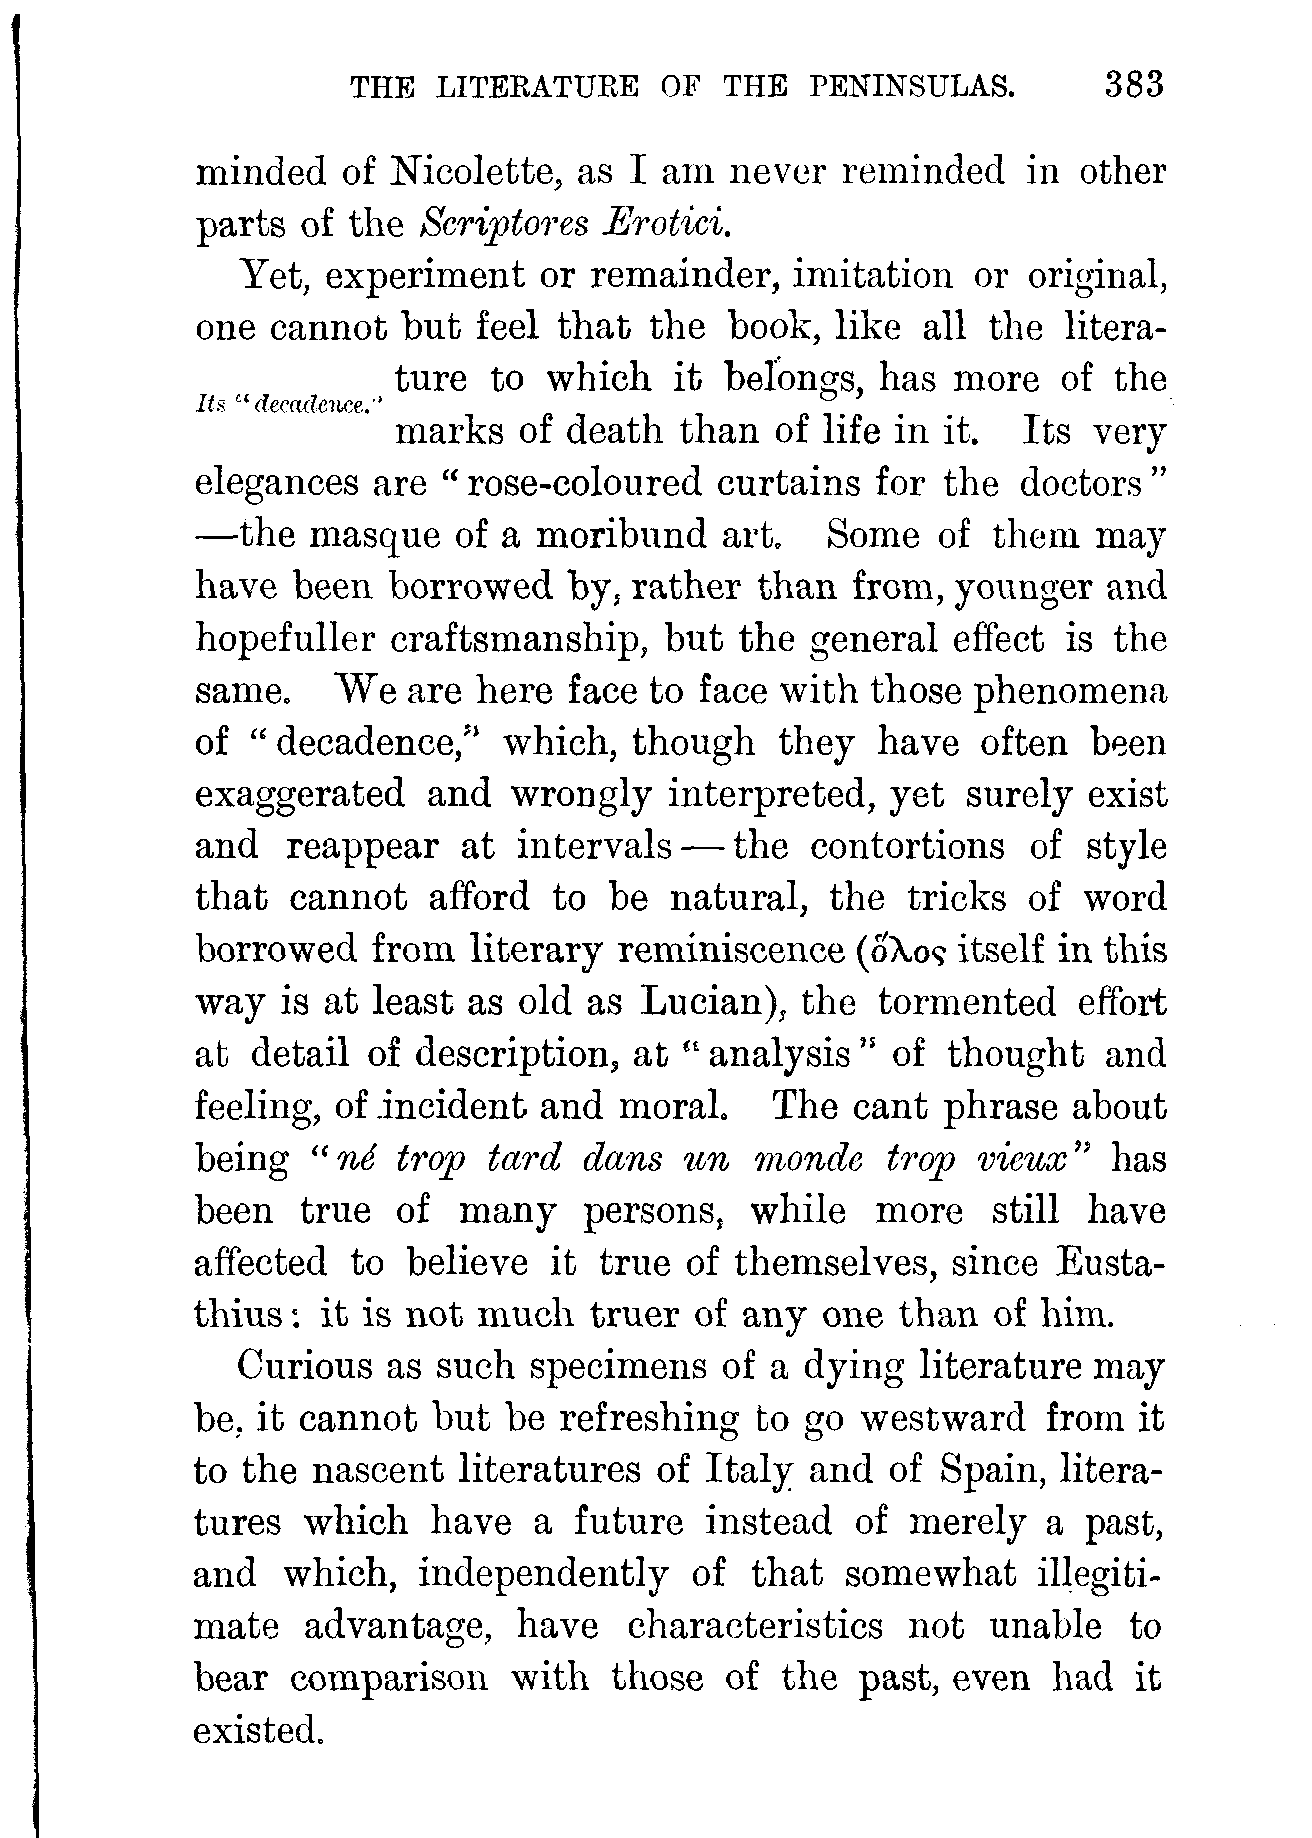 THE LITERATURE OF THE PENINSULAS. 383
minded of Nicolette, as I am never reminded in other
parts of the Scriptores Erotici.
Yet, experiment or remainder, imitation or original,
one cannot but feel that the book, like all the litera-
ture to which it belongs, has more of the
Its "decadence."
marks of death than of life in it. Its very
elegances are "rose-coloured curtains for the doctors"
—the masque of a moribund art. Some of them may
have been borrowed by, rather than from, younger and
hopefuller craftsmanship, but the general effect is the
same. We are here face to face with those phenomena
of "decadence," which, though they have often been
exaggerated and wrongly interpreted, yet surely exist
and reappear at intervals — the contortions of style
that cannot afford to be natural, the tricks of word
borrowed from literary reminiscence (ὅλος itself in this
way is at least as old as Lucian), the tormented effort
at detail of description, at "analysis" of thought and
feeling, of incident and moral. The cant phrase about
being "né trop tard dans un monde trop vieux" has
been true of many persons, while more still have
affected to believe it true of themselves, since Eusta-
thius: it is not much truer of any one than of him.
Curious as such specimens of a dying literature may
be, it cannot but be refreshing to go westward from it
to the nascent literatures of Italy and of Spain, litera-
tures which have a future instead of merely a past,
and which, independently of that somewhat illegiti-
mate advantage, have characteristics not unable to
bear comparison with those of the past, even had it
existed.